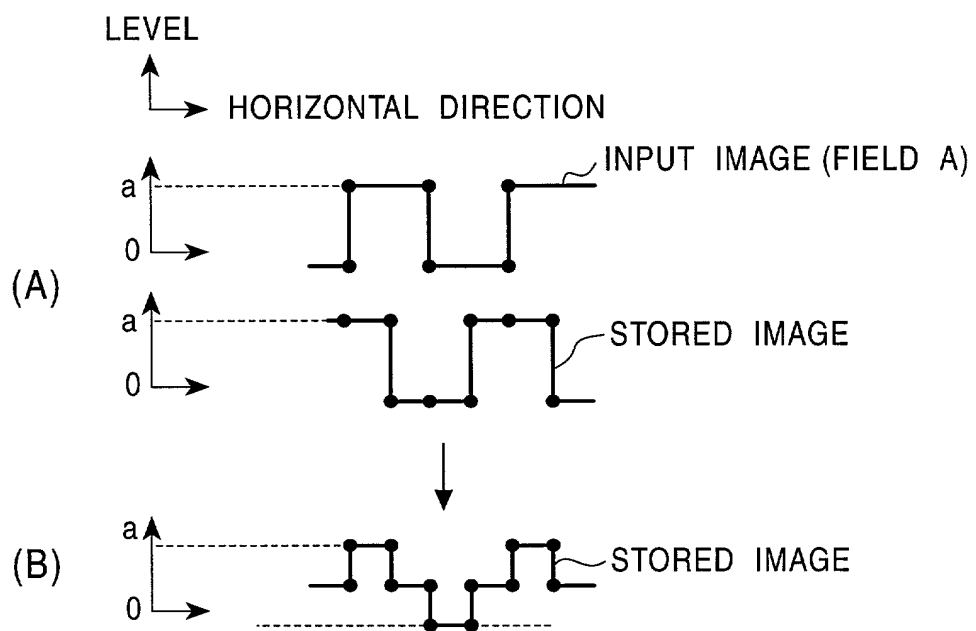 LEVEL
HORIZONTAL DIRECTION
INPUT IMAGE (FIELD A)
a
0
(A)
a
STORED IMAGE
0
a
(B)
STORED IMAGE
0